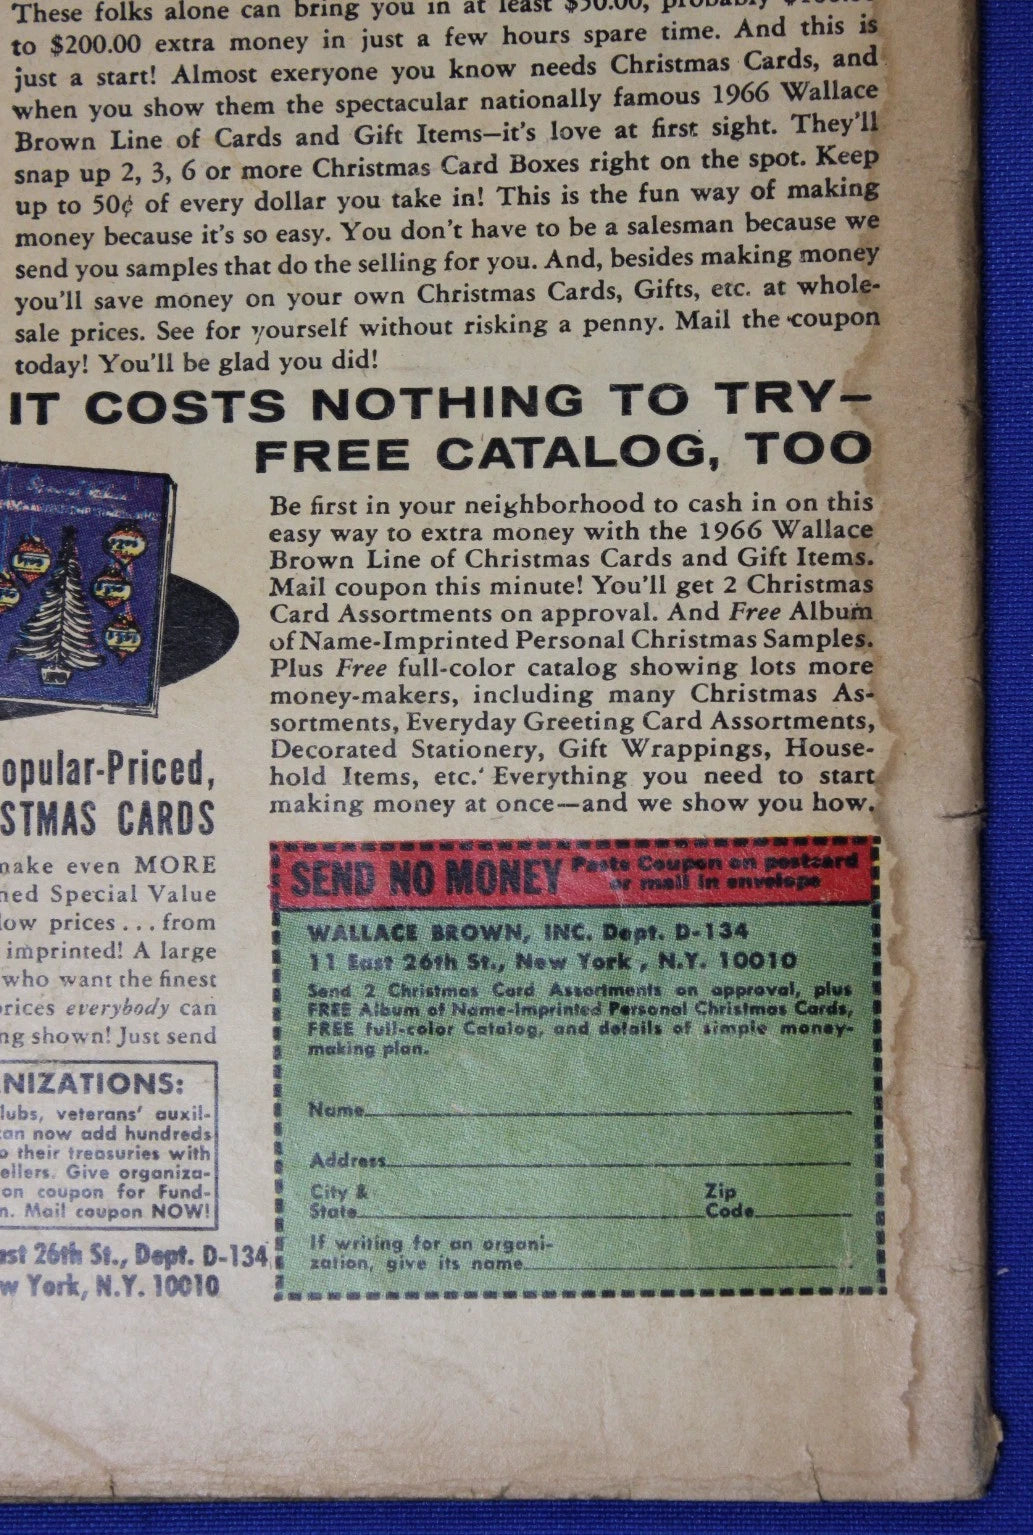 These folks alone can bring you in at least $50.00, probably
to $200.00 extra money in just a few hours spare time. And this is
just a start! Almost exeryone you know needs Christmas Cards, and
when you show them the spectacular nationally famous 1966 Wallace
Brown Line of Cards and Gift Items—it's love at first sight. They'll
snap up 2, 3, 6 or more Christmas Card Boxes right on the spot. Keep
up to 50¢ of every dollar you take in! This is the fun way of making
money because it's so easy. You don't have to be a salesman because we
send you samples that do the selling for you. And, besides making money
you'll save money on your own Christmas Cards, Gifts, etc. at whole-
sale prices. See for yourself without risking a penny. Mail the coupon
today! You'll be glad you did!
IT COSTS NOTHING TO TRY—
FREE CATALOG, TOO
Be first in your neighborhood to cash in on this
easy way to extra money with the 1966 Wallace
Brown Line of Christmas Cards and Gift Items.
Mail coupon this minute! You'll get 2 Christmas
Card Assortments on approval. And Free Album
of Name-Imprinted Personal Christmas Samples.
Plus Free full-color catalog showing lots more
money-makers, including many Christmas As-
sortments, Everyday Greeting Card Assortments,
Decorated Stationery, Gift Wrappings, House-
hold Items, etc. Everything you need to start
making money at once—and we show you how.
opular-Priced,
STMAS CARDS
make even MORE
ned Special Value
low prices ... from
imprinted! A large
who want the finest
prices everybody can
ng shown! Just send
NIZATIONS:
lubs, veterans' auxil-
can now add hundreds
o their treasuries with
ellers. Give organiza-
on coupon for Fund-
n. Mail coupon NOW!
ast 26th St., Dept. D-134
w York, N.Y. 10010
SEND NO MONEY Paste Coupon on postcard
or mail in envelope
WALLACE BROWN, INC. Dept. D-134
11 East 26th St., New York, N.Y. 10010
Send 2 Christmas Card Assortments on approval, plus
FREE Album of Name-Imprinted Personal Christmas Cards,
FREE full-color Catalog, and details of simple money-
making plan.
Name
Address
City & Zip
State Code
If writing for an organi-
zation, give its name